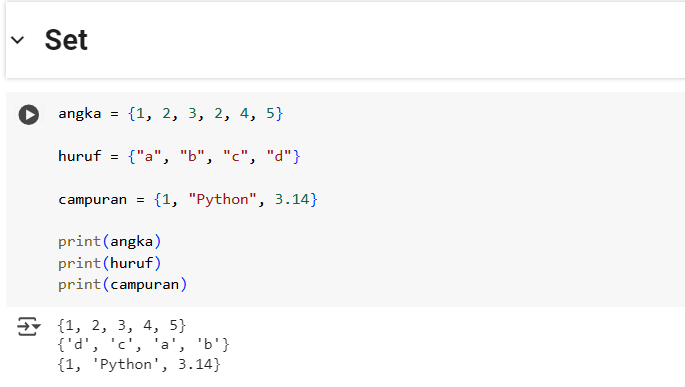 Set
angka = {1, 2, 3, 2, 4, 5}
huruf = {"a", "b", "c", "d"}
campuran = {1, "Python", 3.14}
print(angka)
print(huruf)
print(campuran)
{1, 2, 3, 4, 5}
{'d', 'c', 'a', 'b'}
{1, 'Python', 3.14}